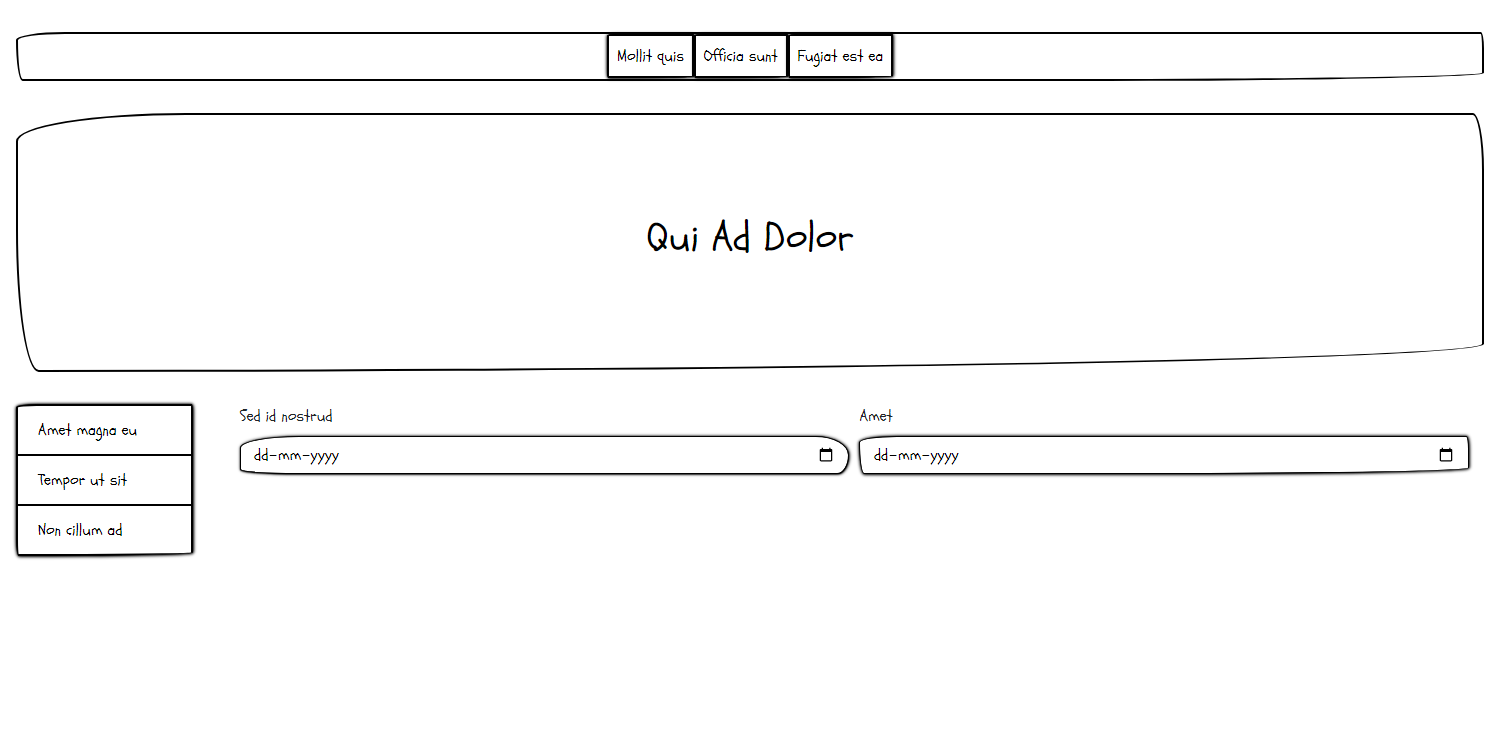 Mollit quis Officia sunt Fugiat est ea
Qui Ad Dolor
Amet magna eu
Tempor ut sit
Non cillum ad
Sed id nostrud
dd-mm-yyyy
Amet
dd-mm-yyyy